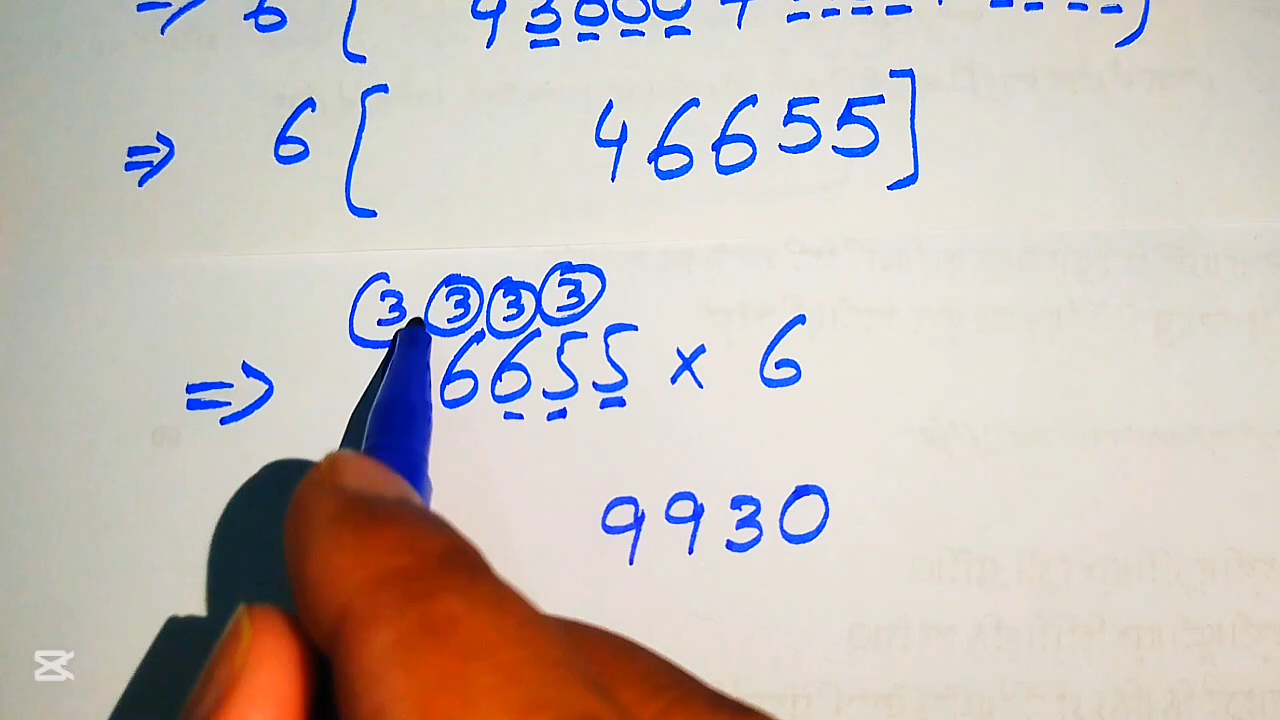 ⇒ 6 [ 46655]
3 3 3 3
⇒ 6655 × 6
9930